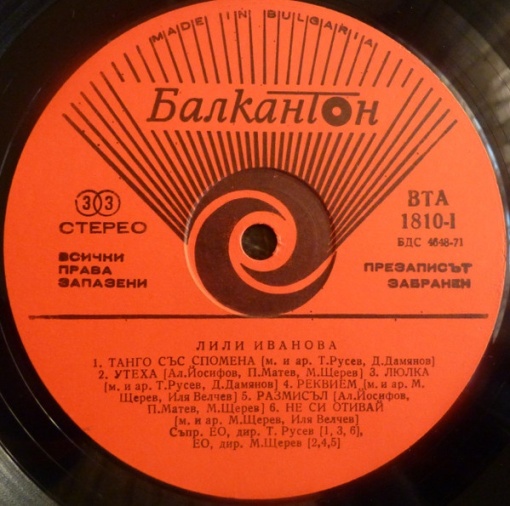 MADE IN BULGARIA
Балкантон
33
СТЕРЕО
ВСИЧКИ
ПРАВА
ЗАПАЗЕНИ
ВТА
1810-I
БДС 4648-71
ПРЕЗАПИСЪТ
ЗАБРАНЕН
ЛИЛИ ИВАНОВА
1. ТАНГО СЪС СПОМЕНА [м. и ар. Т.Русев, Д.Дамянов]
2. УТЕХА [Ал.Йосифов, П.Матев, М.Щерев] 3. ЛЮЛКА
[м. и ар. Т.Русев, Д.Дамянов] 4. РЕКВИЕМ [м. и ар. М.
Щерев, Иля Велчев] 5. РАЗМИСЪЛ [Ал.Йосифов,
П.Матев, М.Щерев] 6. НЕ СИ ОТИВАЙ
[м. и ар. М.Щерев, Иля Велчев]
Съпр. ЕО, дир. Т. Русев [1, 3, 6],
ЕО, дир. М.Щерев [2,4,5]